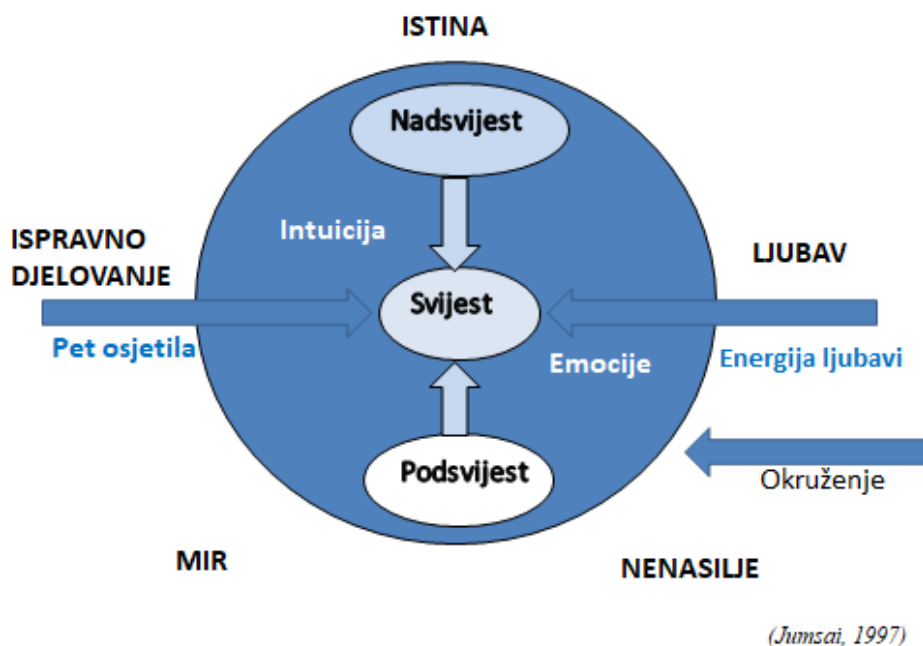 ISTINA
Nadsvijest
Intuicija
ISPRAVNO
DJELOVANJE
LJUBAV
Svijest
Pet osjetila
Emocije
Energija ljubavi
Podsvijest
Okruženje
MIR
NENASILJE
(Jumsai, 1997)